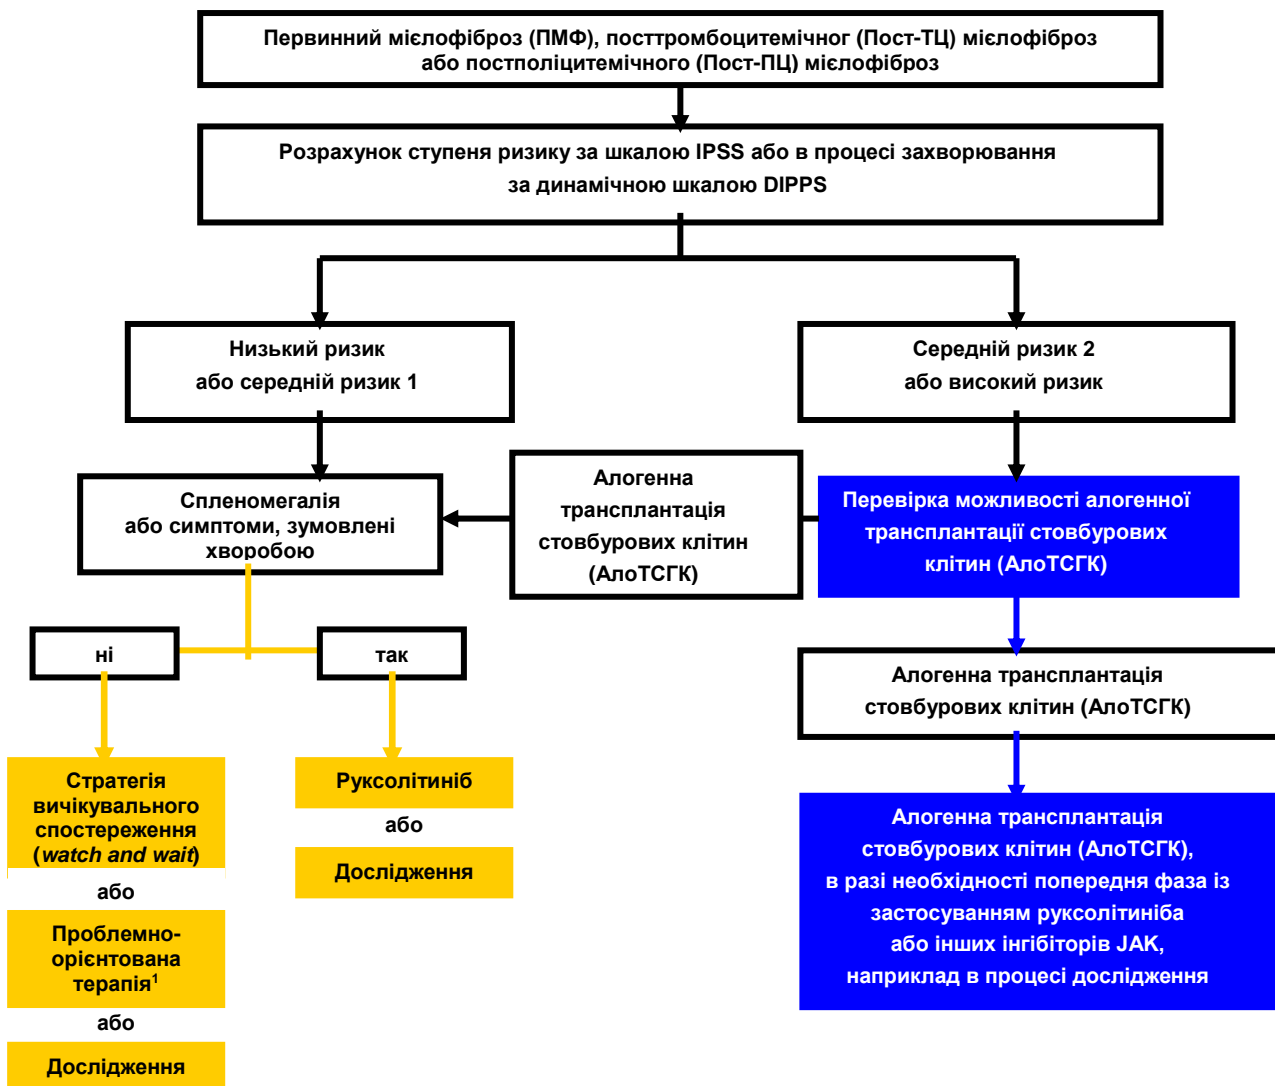 Первинний мієлофіброз (ПМФ), посттромбоцитемічног (Пост-ТЦ) мієлофіброз
або постполіцитемічного (Пост-ПЦ) мієлофіброз
Розрахунок ступеня ризику за шкалою IPSS або в процесі захворювання
за динамічною шкалою DIPPS
Низький ризик
або середній ризик 1
Середній ризик 2
або високий ризик
Спленомегалія
або симптоми, зумовлені
хворобою
Алогенна
трансплантація
стовбурових клітин
(АлоТСГК)
Перевірка можливості алогенної
трансплантації стовбурових
клітин (АлоТСГК)
ні
так
Алогенна трансплантація
стовбурових клітин (АлоТСГК)
Стратегія
вичікувального
спостереження
(watch and wait)
або
Проблемно-
орієнтована
терапія¹
або
Дослідження
Руксолітиніб
або
Дослідження
Алогенна трансплантація
стовбурових клітин (АлоТСГК),
в разі необхідності попередня фаза із
застосуванням руксолітиніба
або інших інгібіторів JAK,
наприклад в процесі дослідження